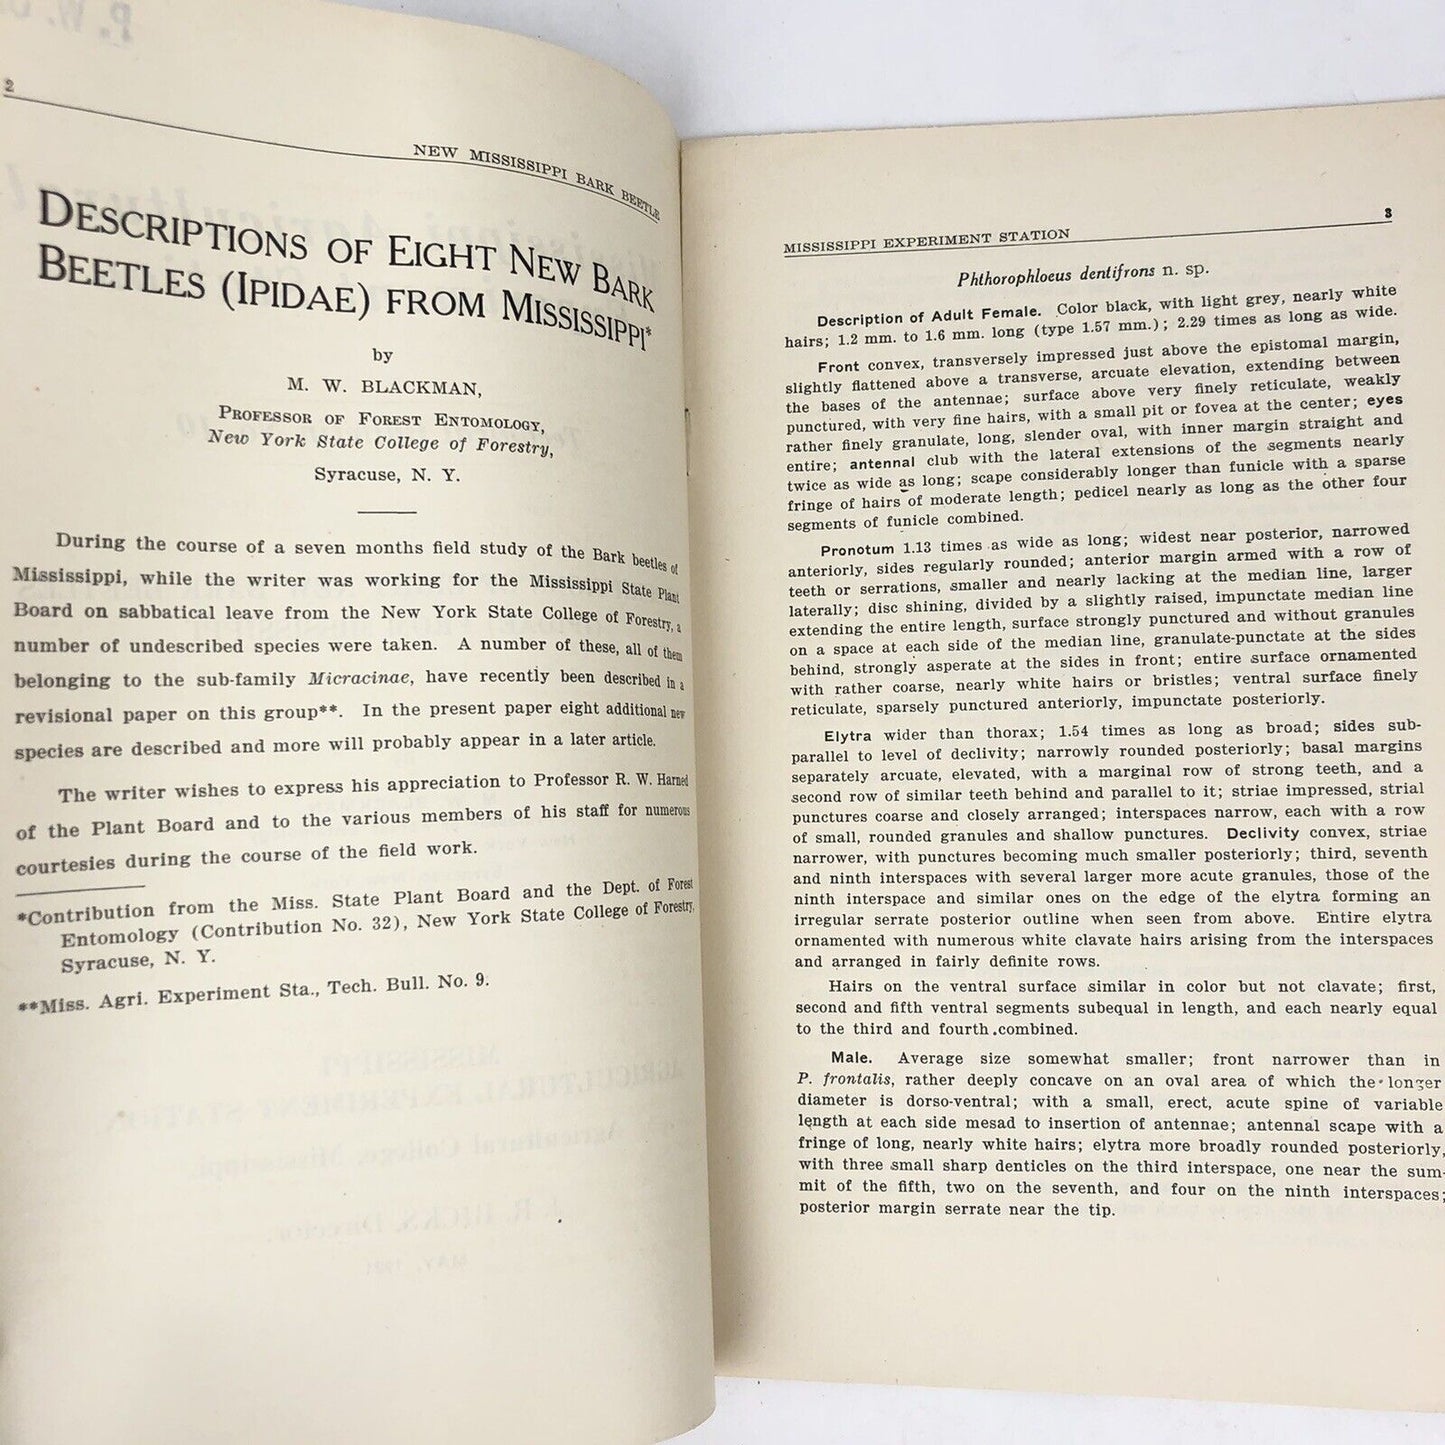 2
NEW MISSISSIPPI BARK BEETLE
DESCRIPTIONS OF EIGHT NEW BARK
BEETLES (IPIDAE) FROM MISSISSIPPI*
by
M. W. BLACKMAN,
PROFESSOR OF FOREST ENTOMOLOGY,
New York State College of Forestry,
Syracuse, N. Y.
During the course of a seven months field study of the Bark beetles of
Mississippi, while the writer was working for the Mississippi State Plant
Board on sabbatical leave from the New York State College of Forestry, a
number of undescribed species were taken. A number of these, all of them
belonging to the sub-family Micracinae, have recently been described in a
revisional paper on this group**. In the present paper eight additional new
species are described and more will probably appear in a later article.
The writer wishes to express his appreciation to Professor R. W. Harned
of the Plant Board and to the various members of his staff for numerous
courtesies during the course of the field work.
*Contribution from the Miss. State Plant Board and the Dept. of Forest
Entomology (Contribution No. 32), New York State College of Forestry,
Syracuse, N. Y.
**Miss. Agri. Experiment Sta., Tech. Bull. No. 9.
MISSISSIPPI EXPERIMENT STATION 3
Phthorophloeus dentifrons n. sp.
Description of Adult Female. Color black, with light grey, nearly white
hairs; 1.2 mm. to 1.6 mm. long (type 1.57 mm.); 2.29 times as long as wide.
Front convex, transversely impressed just above the epistomal margin,
slightly flattened above a transverse, arcuate elevation, extending between
the bases of the antennae; surface above very finely reticulate, weakly
punctured, with very fine hairs, with a small pit or fovea at the center; eyes
rather finely granulate, long, slender oval, with inner margin straight and
entire; antennal club with the lateral extensions of the segments nearly
twice as wide as long; scape considerably longer than funicle with a sparse
fringe of hairs of moderate length; pedicel nearly as long as the other four
segments of funicle combined.
Pronotum 1.13 times as wide as long; widest near posterior, narrowed
anteriorly, sides regularly rounded; anterior margin armed with a row of
teeth or serrations, smaller and nearly lacking at the median line, larger
laterally; disc shining, divided by a slightly raised, impunctate median line
extending the entire length, surface strongly punctured and without granules
on a space at each side of the median line, granulate-punctate at the sides
behind, strongly asperate at the sides in front; entire surface ornamented
with rather coarse, nearly white hairs or bristles; ventral surface finely
reticulate, sparsely punctured anteriorly, impunctate posteriorly.
Elytra wider than thorax; 1.54 times as long as broad; sides sub-
parallel to level of declivity; narrowly rounded posteriorly; basal margins
separately arcuate, elevated, with a marginal row of strong teeth, and a
second row of similar teeth behind and parallel to it; striae impressed, strial
punctures coarse and closely arranged; interspaces narrow, each with a row
of small, rounded granules and shallow punctures. Declivity convex, striae
narrower, with punctures becoming much smaller posteriorly; third, seventh
and ninth interspaces with several larger more acute granules, those of the
ninth interspace and similar ones on the edge of the elytra forming an
irregular serrate posterior outline when seen from above. Entire elytra
ornamented with numerous white clavate hairs arising from the interspaces
and arranged in fairly definite rows.
Hairs on the ventral surface similar in color but not clavate; first,
second and fifth ventral segments subequal in length, and each nearly equal
to the third and fourth combined.
Male. Average size somewhat smaller; front narrower than in
P. frontalis, rather deeply concave on an oval area of which the longer
diameter is dorso-ventral; with a small, erect, acute spine of variable
length at each side mesad to insertion of antennae; antennal scape with a
fringe of long, nearly white hairs; elytra more broadly rounded posteriorly,
with three small sharp denticles on the third interspace, one near the sum-
mit of the fifth, two on the seventh, and four on the ninth interspaces;
posterior margin serrate near the tip.